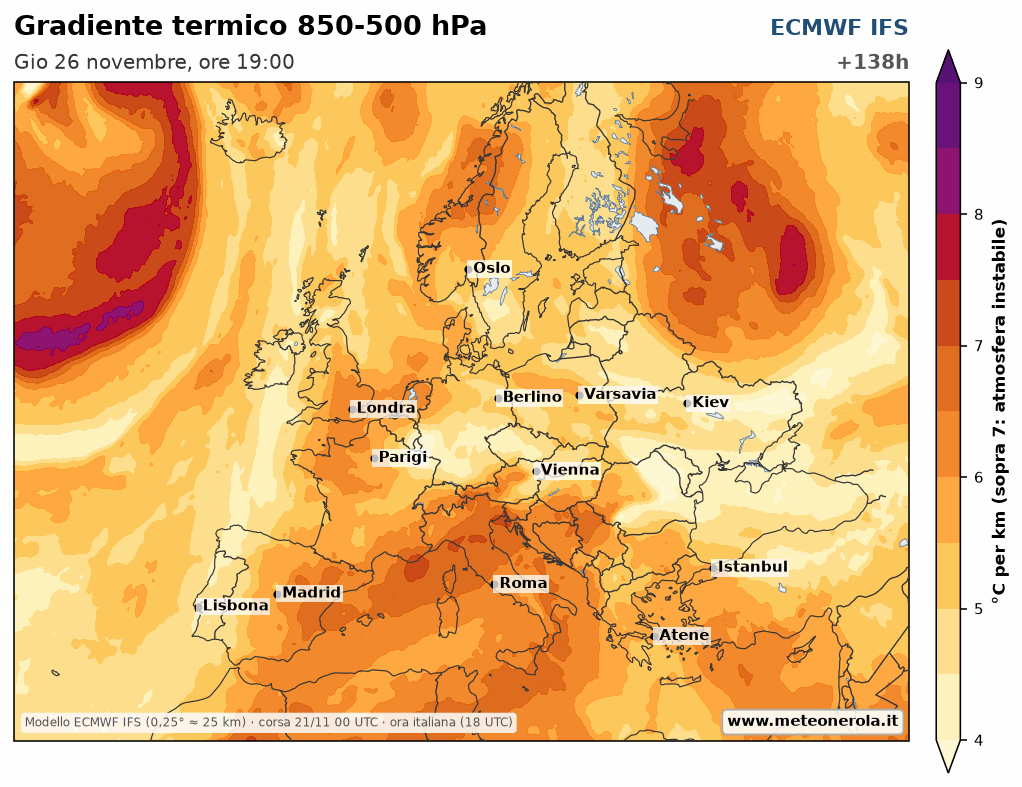 Gradiente termico 850-500 hPa
ECMWF IFS
Gio 26 novembre, ore 19:00
+138h
9
8
7
6
5
4
°C per km (sopra 7: atmosfera instabile)
Oslo
Berlino
Varsavia
Kiev
Londra
Parigi
Vienna
Istanbul
Roma
Madrid
Lisbona
Atene
Modello ECMWF IFS (0,25° ≈ 25 km) · corsa 21/11 00 UTC · ora italiana (18 UTC)
www.meteonerola.it